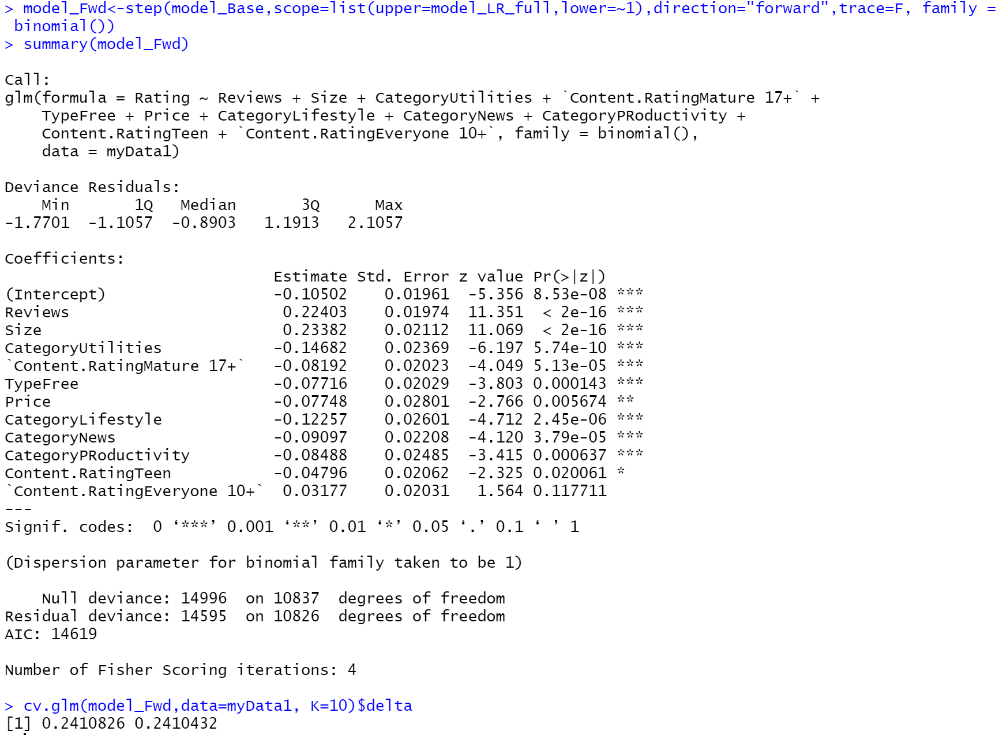 > model_Fwd<-step(model_Base,scope=list(upper=model_LR_full,lower=~1),direction="forward",trace=F, family =
 binomial())
> summary(model_Fwd)

Call:
glm(formula = Rating ~ Reviews + Size + CategoryUtilities + `Content.RatingMature 17+` +
    TypeFree + Price + CategoryLifestyle + CategoryNews + CategoryPRoductivity +
    Content.RatingTeen + `Content.RatingEveryone 10+`, family = binomial(),
    data = myData1)

Deviance Residuals:
    Min       1Q   Median       3Q      Max
-1.7701  -1.1057  -0.8903   1.1913   2.1057

Coefficients:
                             Estimate Std. Error z value Pr(>|z|)
(Intercept)                  -0.10502    0.01961  -5.356 8.53e-08 ***
Reviews                       0.22403    0.01974  11.351  < 2e-16 ***
Size                          0.23382    0.02112  11.069  < 2e-16 ***
CategoryUtilities            -0.14682    0.02369  -6.197 5.74e-10 ***
`Content.RatingMature 17+`   -0.08192    0.02023  -4.049 5.13e-05 ***
TypeFree                     -0.07716    0.02029  -3.803 0.000143 ***
Price                        -0.07748    0.02801  -2.766 0.005674 **
CategoryLifestyle            -0.12257    0.02601  -4.712 2.45e-06 ***
CategoryNews                 -0.09097    0.02208  -4.120 3.79e-05 ***
CategoryPRoductivity         -0.08488    0.02485  -3.415 0.000637 ***
Content.RatingTeen           -0.04796    0.02062  -2.325 0.020061 *
`Content.RatingEveryone 10+`  0.03177    0.02031   1.564 0.117711
---
Signif. codes:  0 ‘***’ 0.001 ‘**’ 0.01 ‘*’ 0.05 ‘.’ 0.1 ‘ ’ 1

(Dispersion parameter for binomial family taken to be 1)

    Null deviance: 14996  on 10837  degrees of freedom
Residual deviance: 14595  on 10826  degrees of freedom
AIC: 14619

Number of Fisher Scoring iterations: 4

> cv.glm(model_Fwd,data=myData1, K=10)$delta
[1] 0.2410826 0.2410432